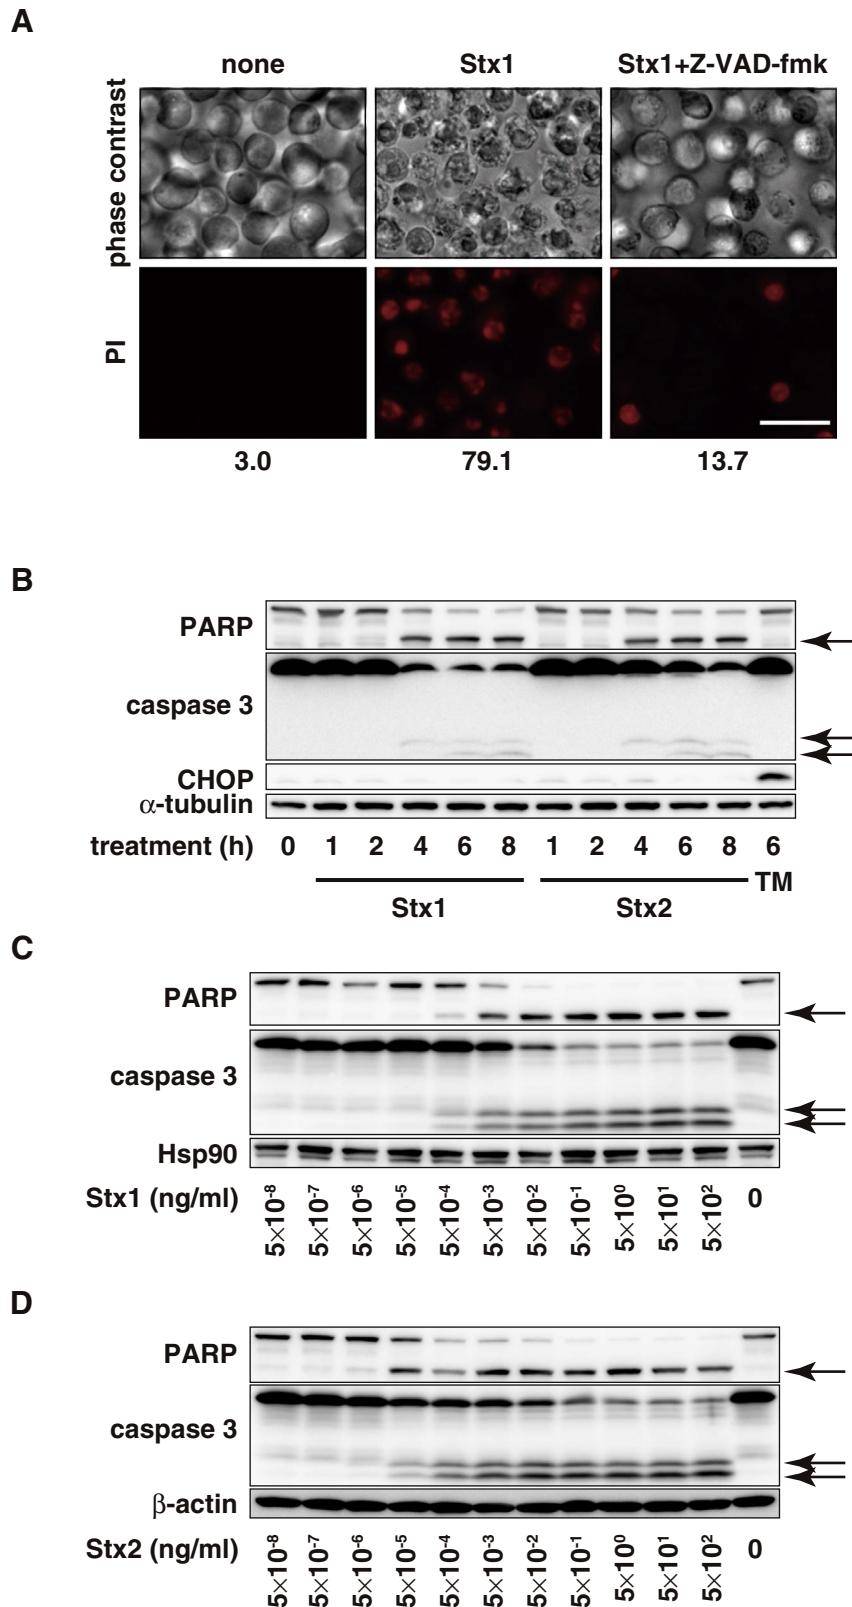 A
none Stx1 Stx1+Z-VAD-fmk
phase contrast
PI
3.0 79.1 13.7
B
PARP
caspase 3
CHOP
α-tubulin
treatment (h) 0 1 2 4 6 8 1 2 4 6 8 6
TM
Stx1 Stx2
C
PARP
caspase 3
Hsp90
Stx1 (ng/ml) 5×10⁻⁸ 5×10⁻⁷ 5×10⁻⁶ 5×10⁻⁵ 5×10⁻⁴ 5×10⁻³ 5×10⁻² 5×10⁻¹ 5×10⁰ 5×10¹ 5×10² 0
D
PARP
caspase 3
β-actin
Stx2 (ng/ml) 5×10⁻⁸ 5×10⁻⁷ 5×10⁻⁶ 5×10⁻⁵ 5×10⁻⁴ 5×10⁻³ 5×10⁻² 5×10⁻¹ 5×10⁰ 5×10¹ 5×10² 0